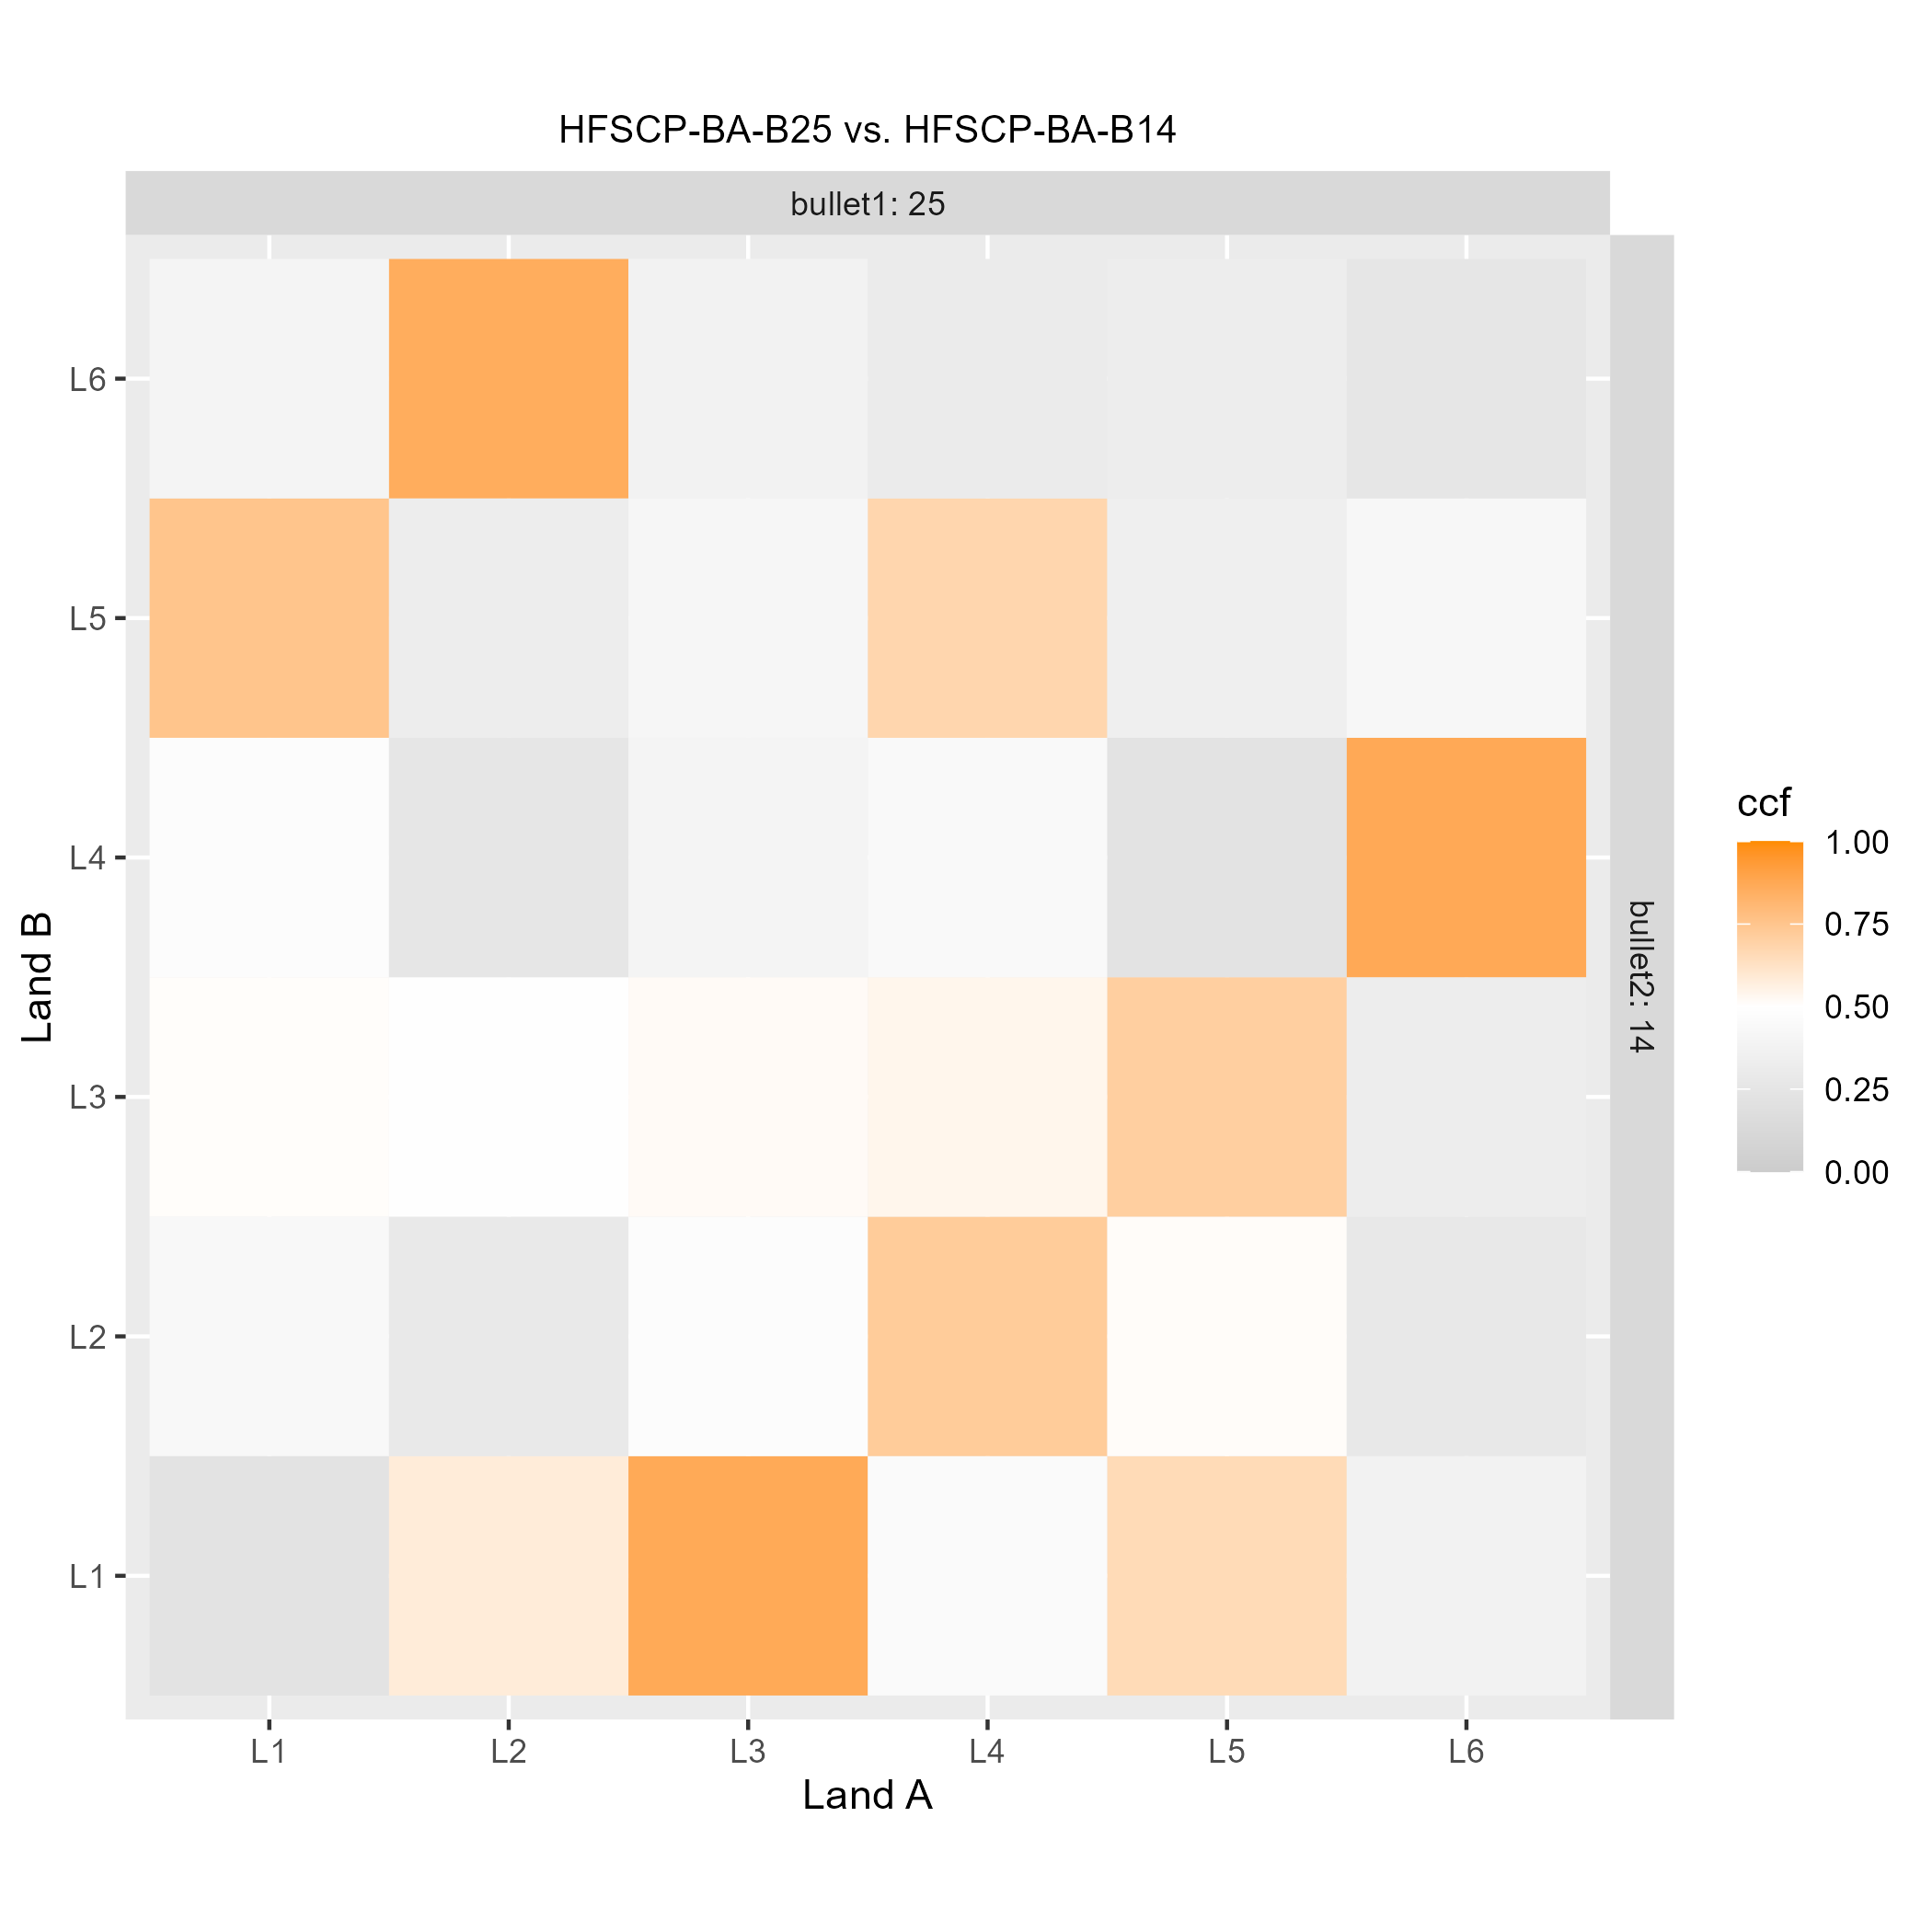 HFSCP-BA-B25 vs. HFSCP-BA-B14
bullet1: 25
L6
L5
L4
L3
L2
L1
Land B
bullet2: 14
L1 L2 L3 L4 L5 L6
Land A
ccf
1.00
0.75
0.50
0.25
0.00